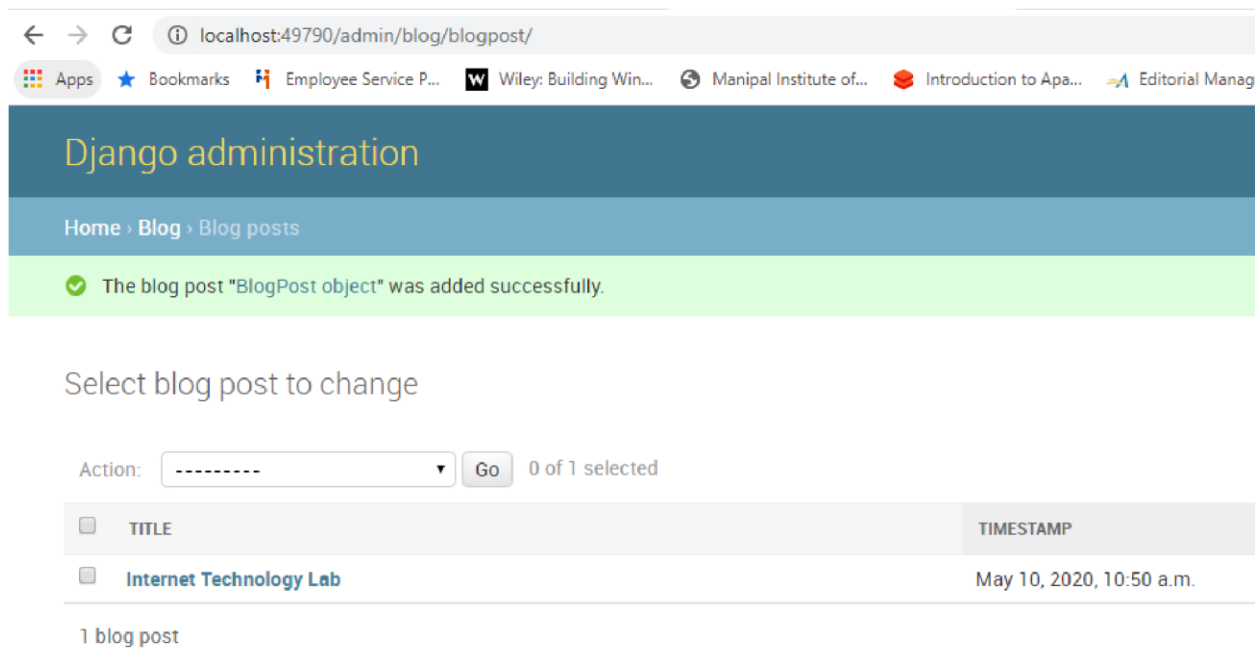 localhost:49790/admin/blog/blogpost/
Apps Bookmarks Employee Service P... W Wiley: Building Win... Manipal Institute of... Introduction to Apa... Editorial Manag
Django administration
Home › Blog › Blog posts
The blog post "BlogPost object" was added successfully.
Select blog post to change
Action: --------- Go 0 of 1 selected
TITLE TIMESTAMP
Internet Technology Lab May 10, 2020, 10:50 a.m.
1 blog post